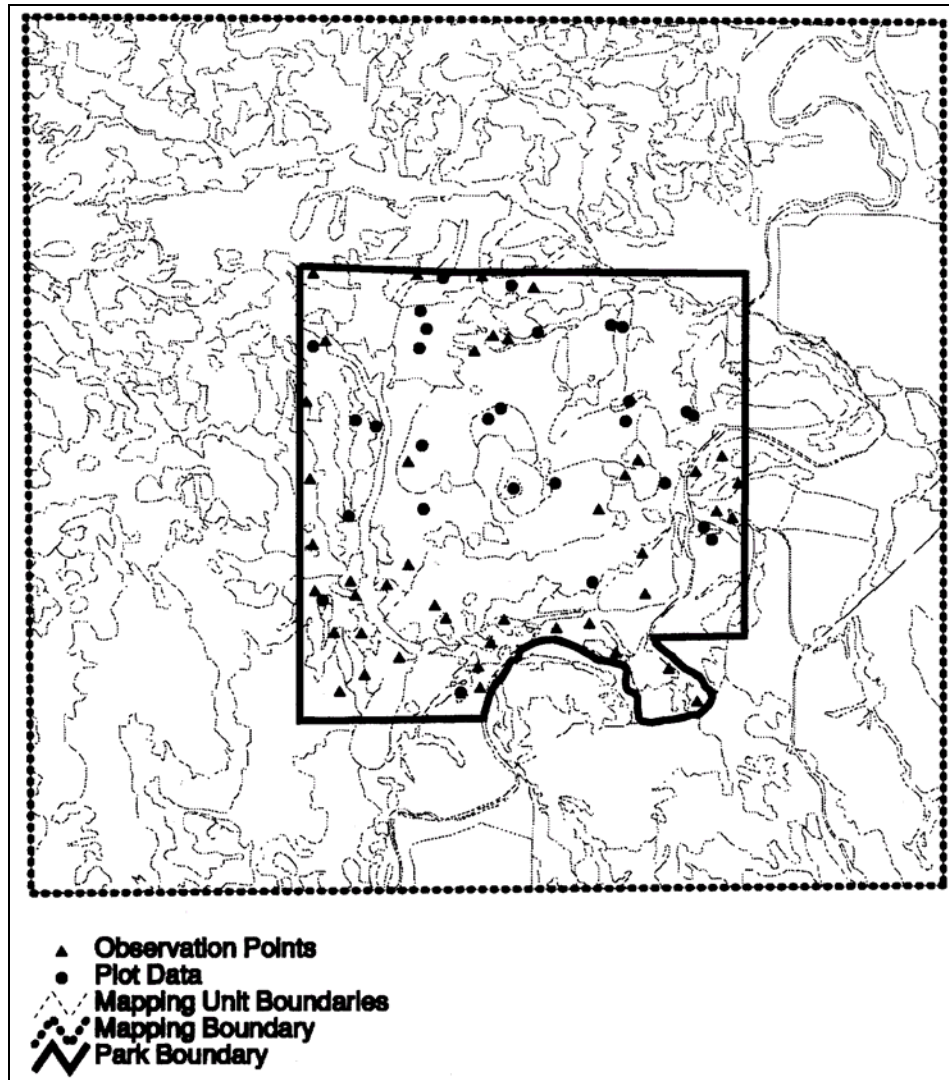 Observation Points
Plot Data
Mapping Unit Boundaries
Mapping Boundary
Park Boundary